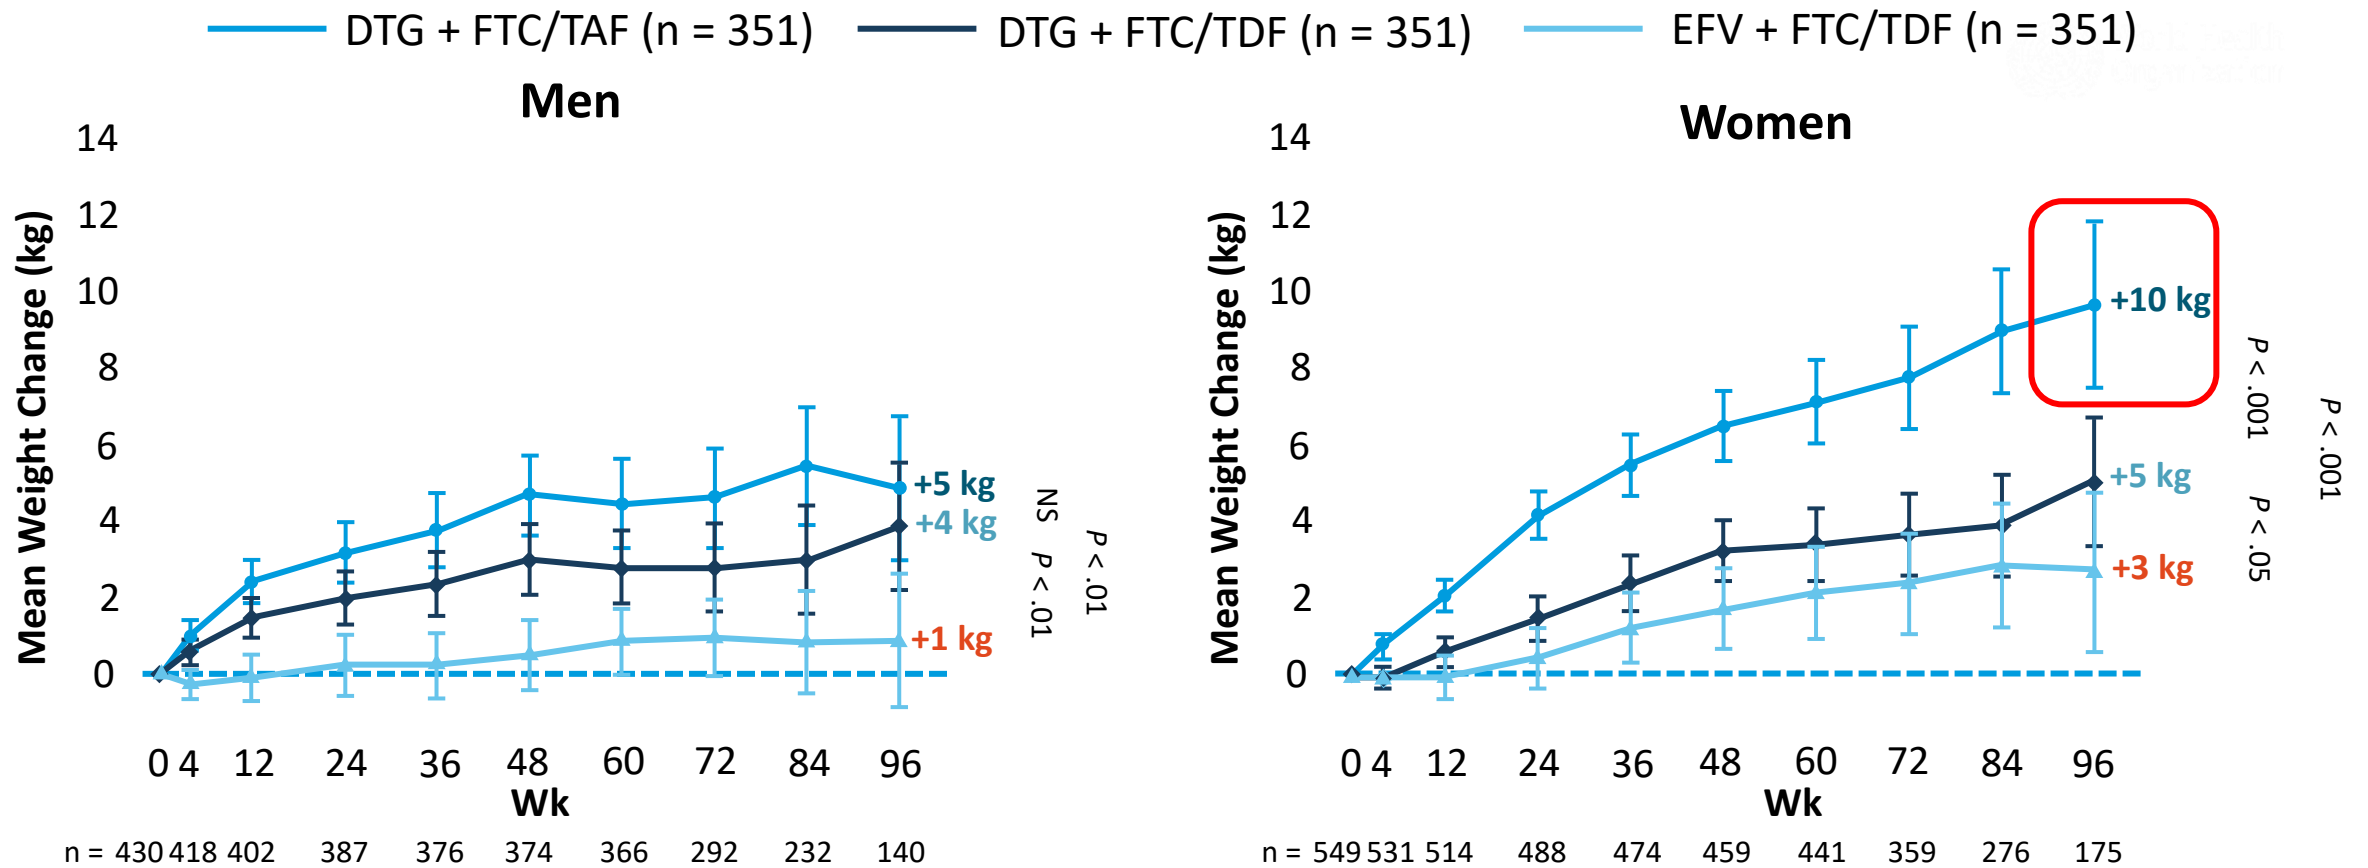 DTG + FTC/TAF (n = 351) DTG + FTC/TDF (n = 351) EFV + FTC/TDF (n = 351)
Men
Mean Weight Change (kg)
14
12
10
8
6
4
2
0
+5 kg
+4 kg
+1 kg
NS
P < .01
P < .01
0 4 12 24 36 48 60 72 84 96
Wk
n = 430 418 402 387 376 374 366 292 232 140
Women
Mean Weight Change (kg)
14
12
10
8
6
4
2
0
+10 kg
+5 kg
+3 kg
P < .001
P < .05
P < .001
0 4 12 24 36 48 60 72 84 96
Wk
n = 549 531 514 488 474 459 441 359 276 175